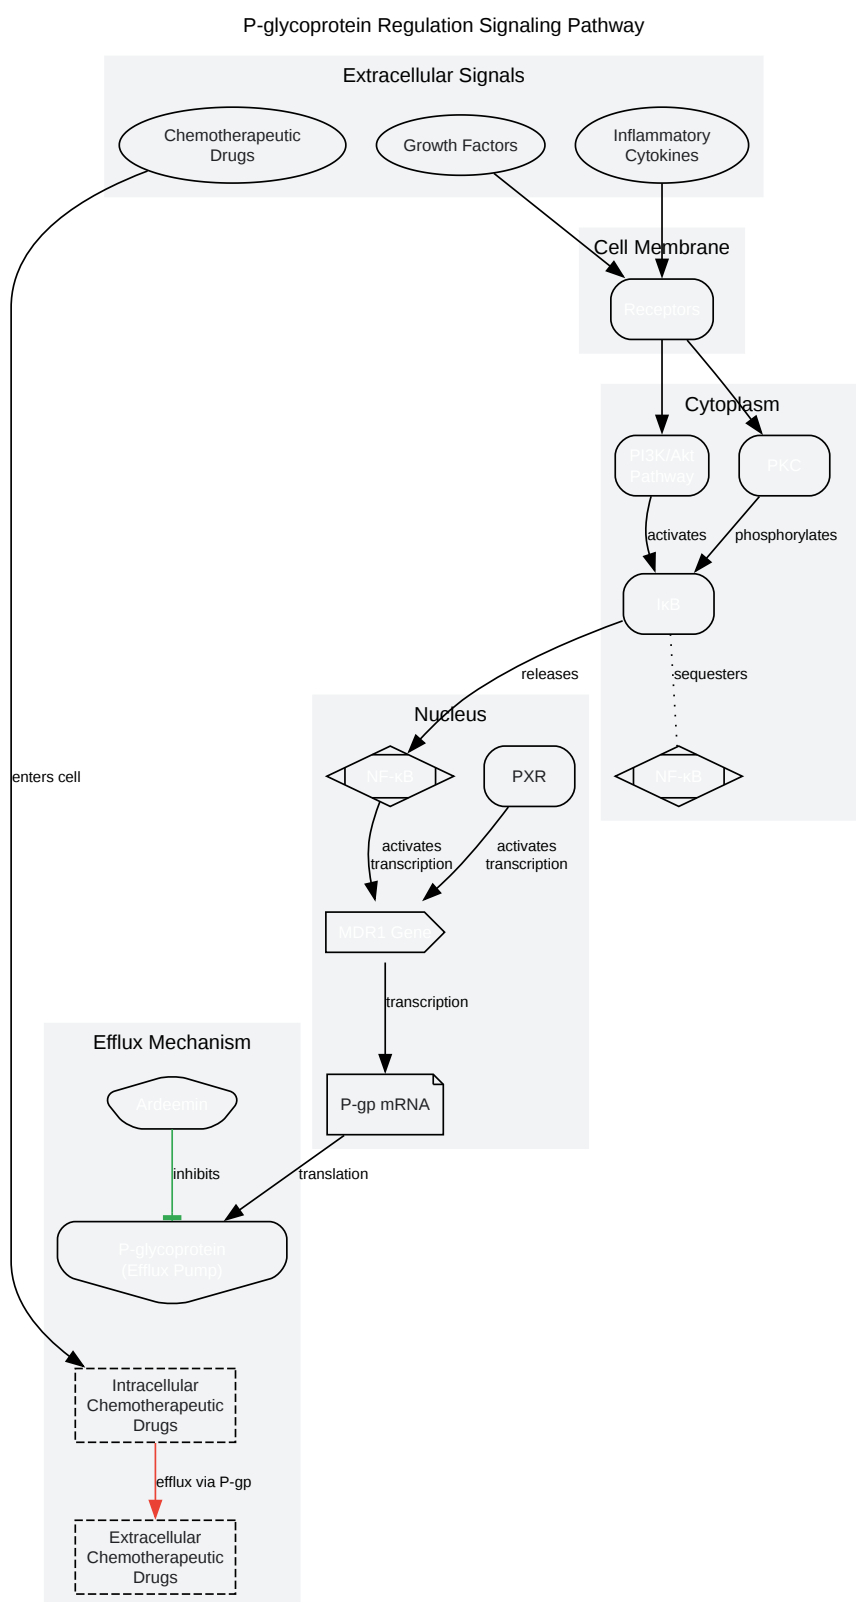 P-glycoprotein Regulation Signaling Pathway
Extracellular Signals
Chemotherapeutic
Drugs
Growth Factors
Inflammatory
Cytokines
Cell Membrane
Receptors
Cytoplasm
PI3K/Akt
Pathway
PKC
activates
phosphorylates
IκB
releases
sequesters
Nucleus
NF-κB
PXR
NF-κB
enters cell
activates
transcription
activates
transcription
MDR1 Gene
transcription
Efflux Mechanism
Ardeemin
P-gp mRNA
inhibits
translation
P-glycoprotein
(Efflux Pump)
Intracellular
Chemotherapeutic
Drugs
efflux via P-gp
Extracellular
Chemotherapeutic
Drugs